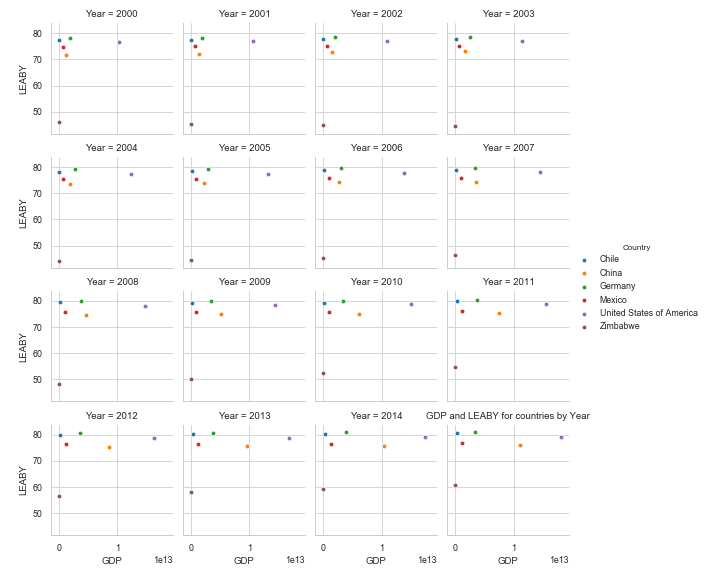 Year = 2000
Year = 2001
Year = 2002
Year = 2003
80
70
60
50
LEABY
Year = 2004
Year = 2005
Year = 2006
Year = 2007
80
70
60
50
LEABY
Country
Chile
China
Germany
Mexico
United States of America
Zimbabwe
Year = 2008
Year = 2009
Year = 2010
Year = 2011
80
70
60
50
LEABY
Year = 2012
Year = 2013
Year = 2014
GDP and LEABY for countries by Year
80
70
60
50
LEABY
0 1
0 1
0 1
0 1
GDP 1e13
GDP 1e13
GDP 1e13
GDP 1e13